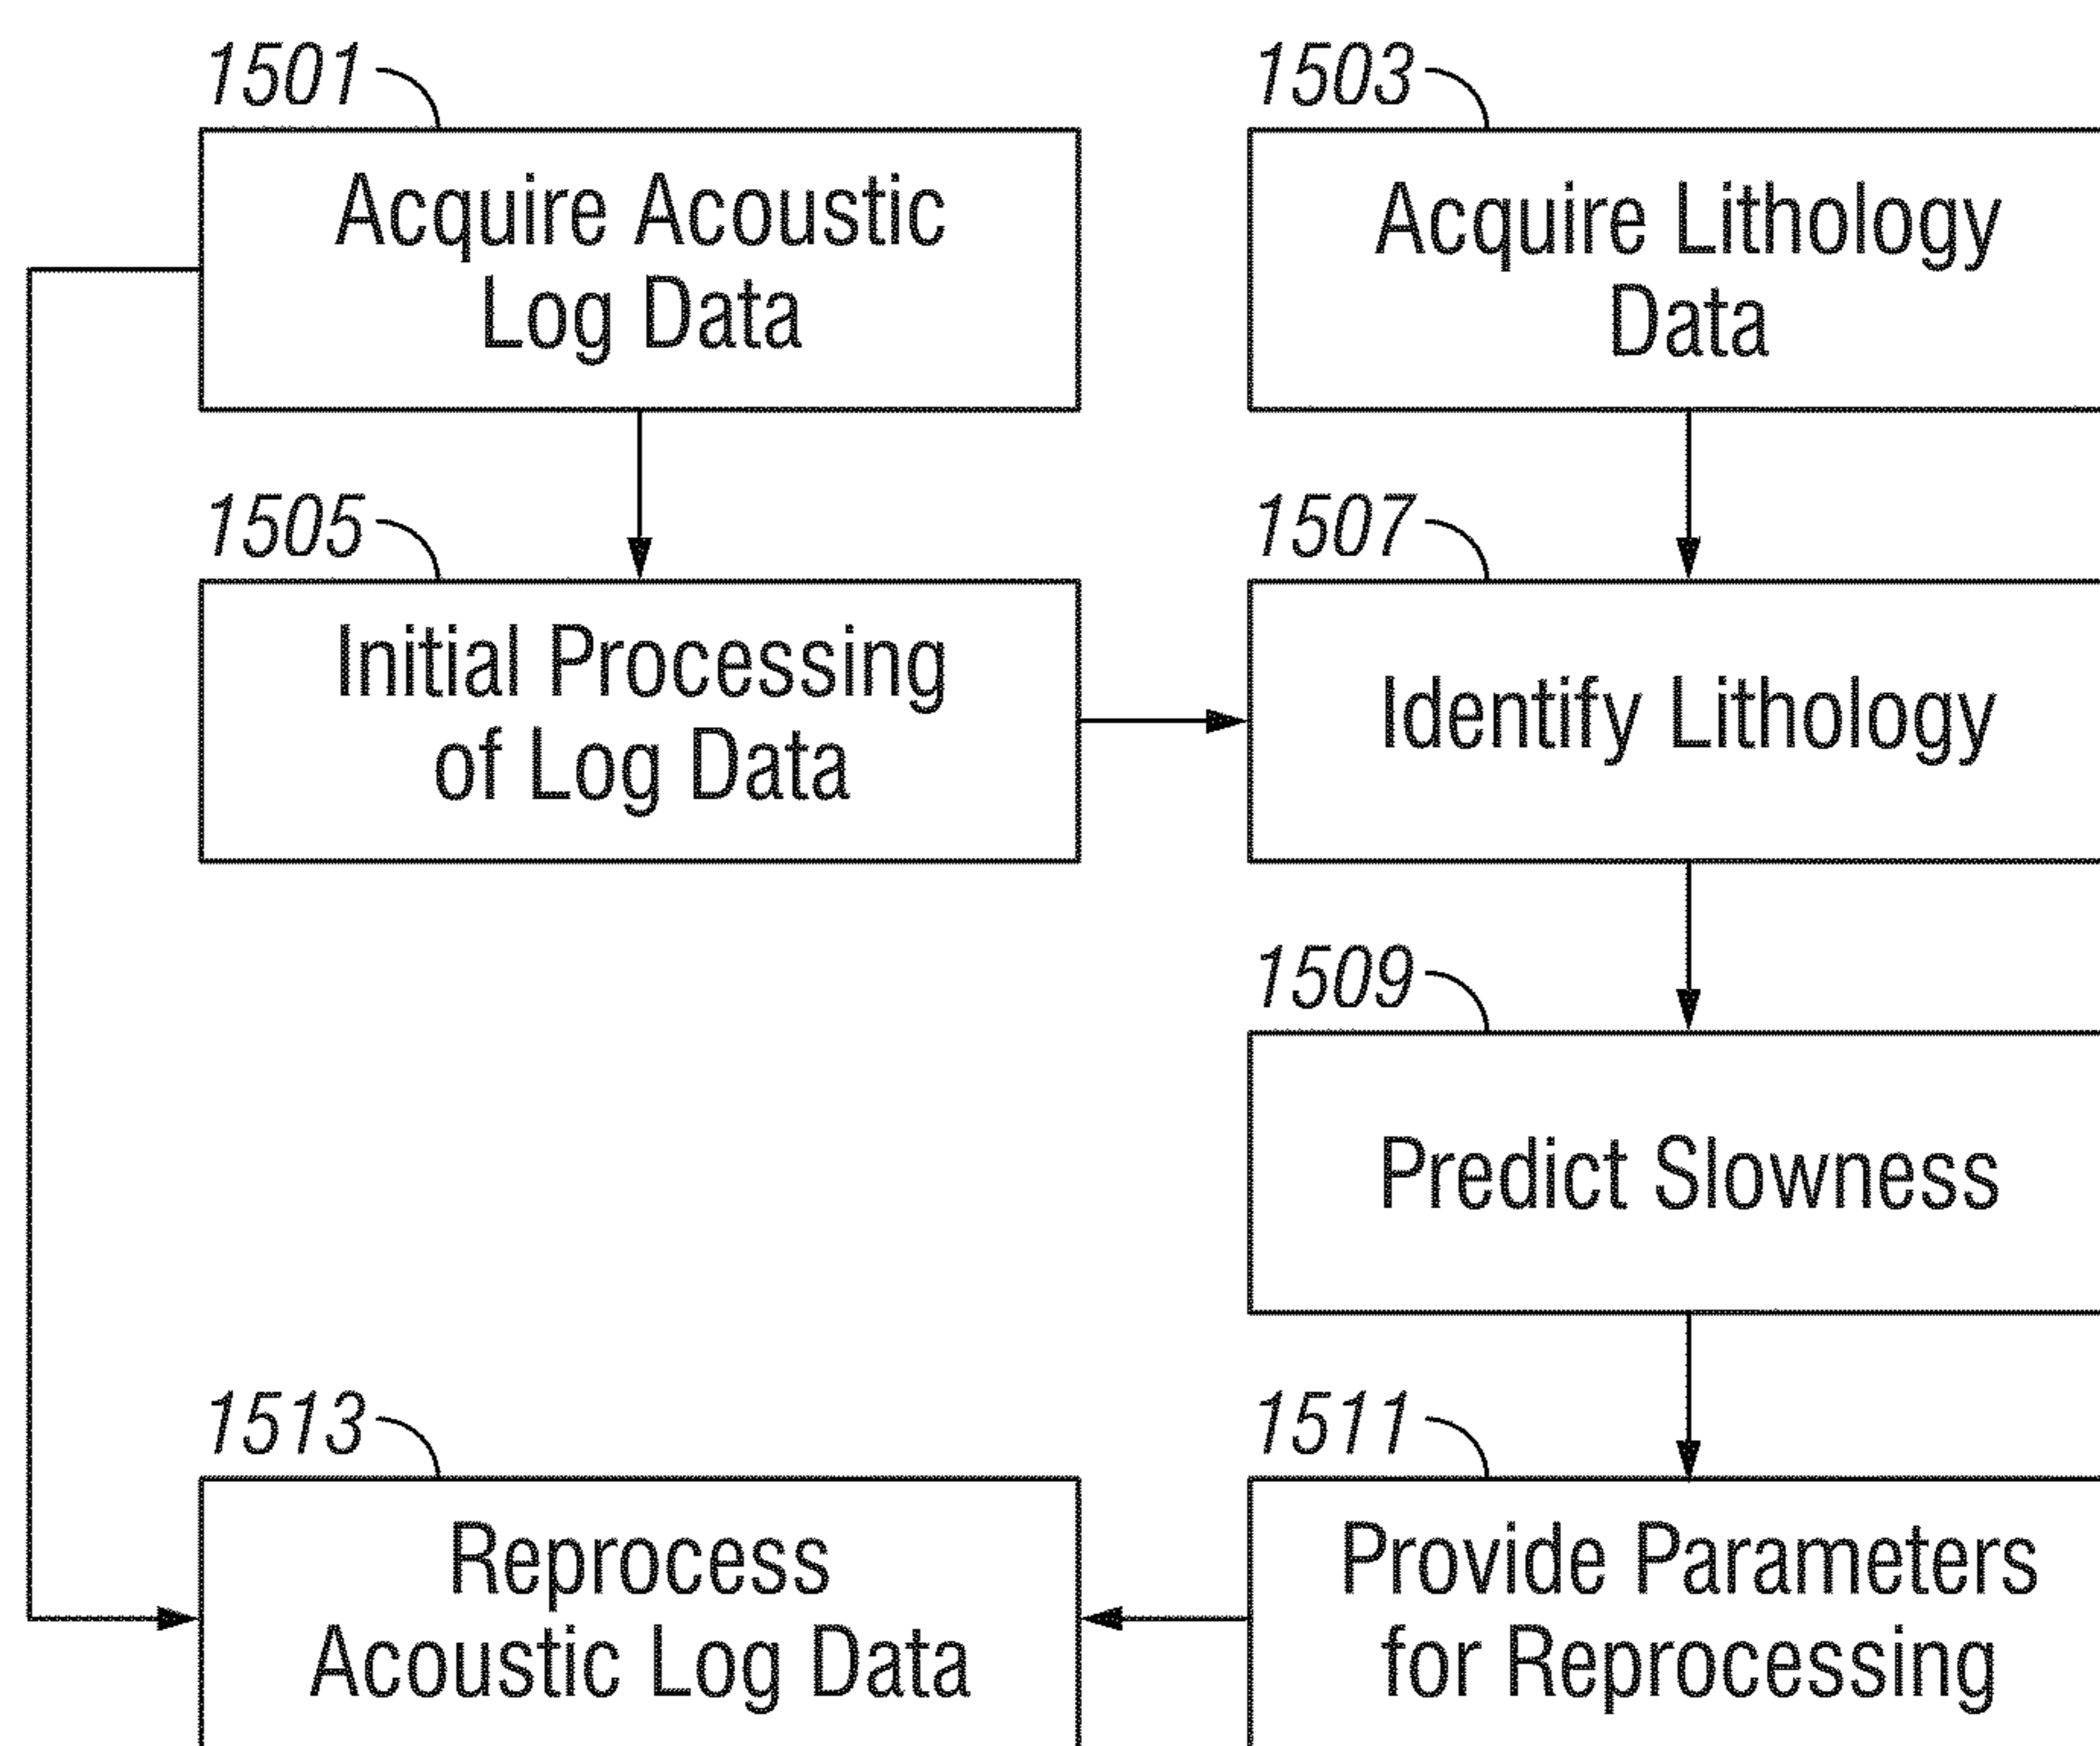 1501
Acquire Acoustic
Log Data
1503
Acquire Lithology
Data
1505
Initial Processing
of Log Data
1507
Identify Lithology
1509
Predict Slowness
1513
Reprocess
Acoustic Log Data
1511
Provide Parameters
for Reprocessing